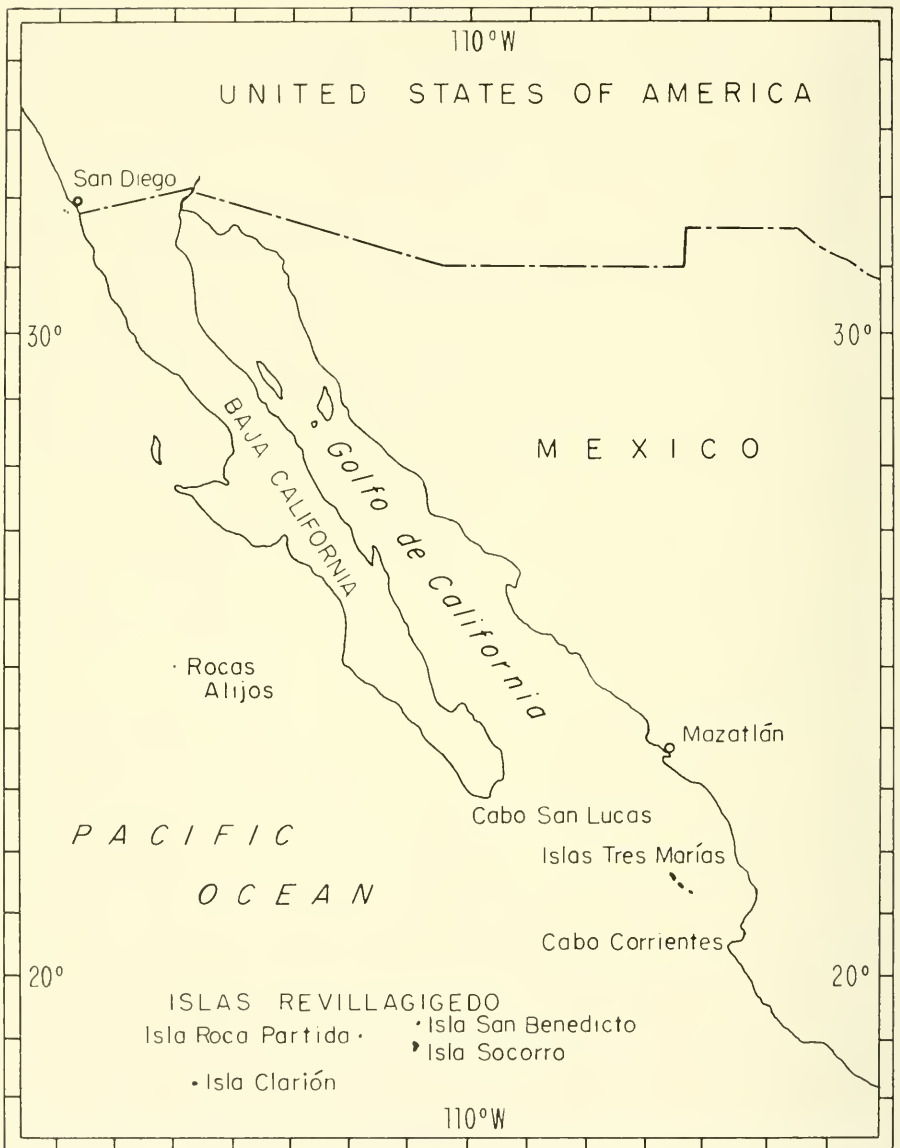 110°W
UNITED STATES OF AMERICA
San Diego
30°
30°
BAJA CALIFORNIA
MEXICO
Golfo de California
Rocas
Alijos
Mazatlán
Cabo San Lucas
PACIFIC
OCEAN
Islas Tres Marías
Cabo Corrientes
20°
20°
ISLAS REVILLAGIGEDO
Isla Roca Partida
Isla San Benedicto
Isla Socorro
Isla Clarión
110°W